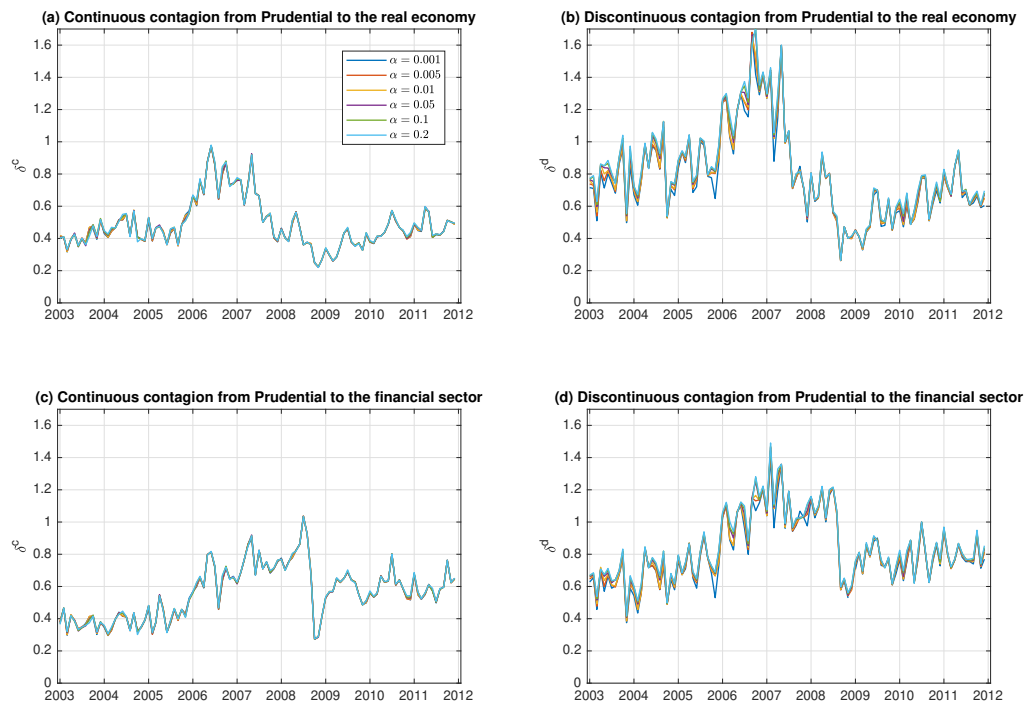 (a) Continuous contagion from Prudential to the real economy
1.6
1.4
1.2
1
0.8
0.6
0.4
0.2
0
δc
2003 2004 2005 2006 2007 2008 2009 2010 2011 2012
α = 0.001
α = 0.005
α = 0.01
α = 0.05
α = 0.1
α = 0.2
(b) Discontinuous contagion from Prudential to the real economy
1.6
1.4
1.2
1
0.8
0.6
0.4
0.2
0
δd
2003 2004 2005 2006 2007 2008 2009 2010 2011 2012
(c) Continuous contagion from Prudential to the financial sector
1.6
1.4
1.2
1
0.8
0.6
0.4
0.2
0
δc
2003 2004 2005 2006 2007 2008 2009 2010 2011 2012
(d) Discontinuous contagion from Prudential to the financial sector
1.6
1.4
1.2
1
0.8
0.6
0.4
0.2
0
δd
2003 2004 2005 2006 2007 2008 2009 2010 2011 2012